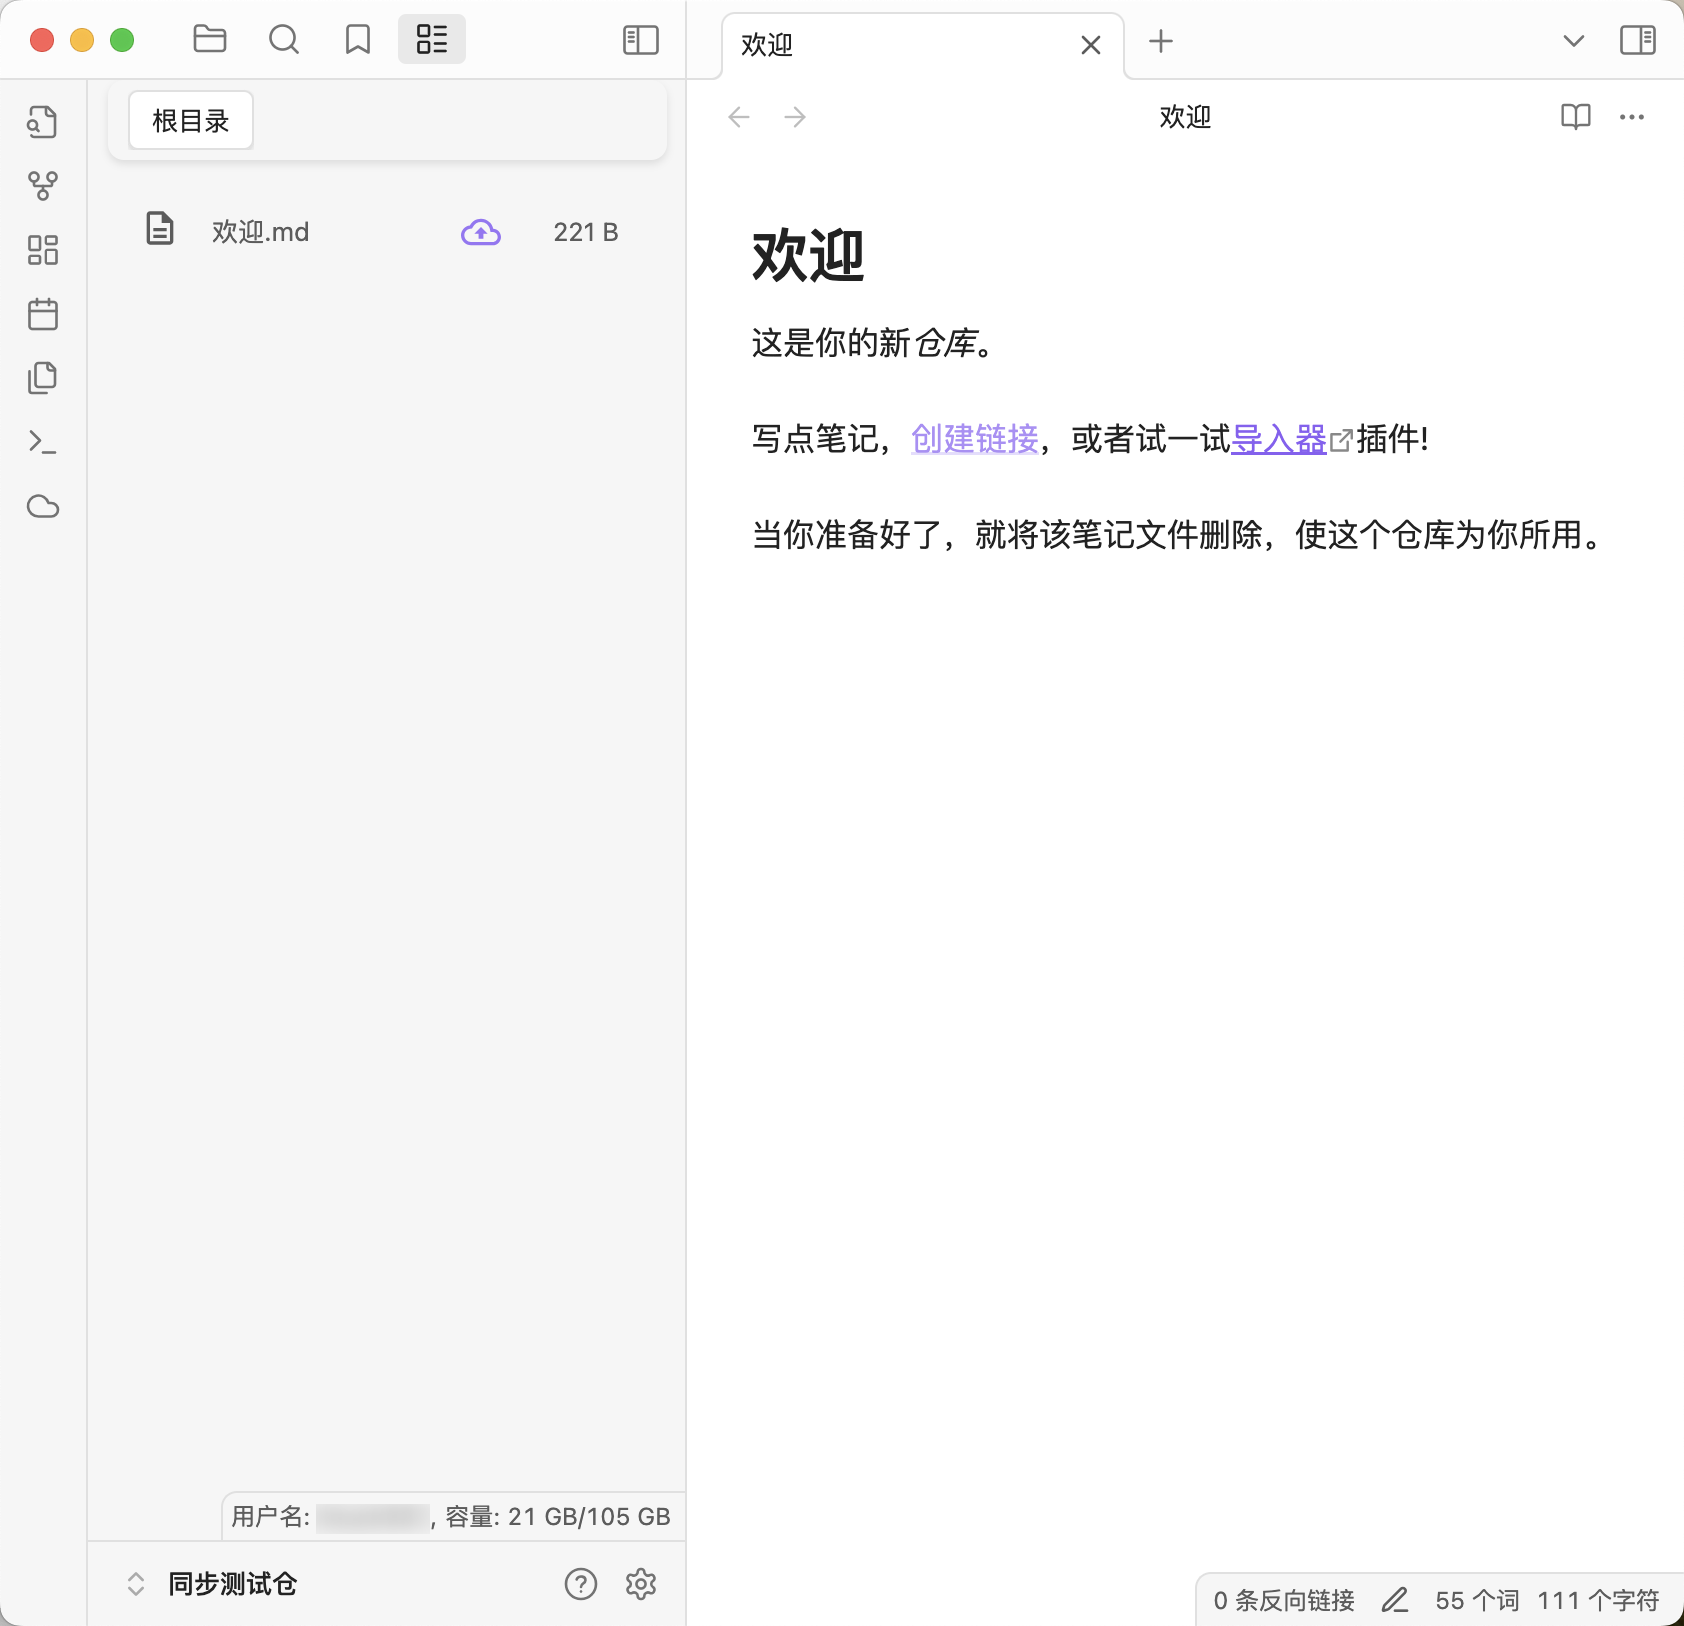 欢迎
根目录
欢迎.md 221 B
欢迎
欢迎
这是你的新仓库。
写点笔记，创建链接，或者试一试导入器插件!
当你准备好了，就将该笔记文件删除，使这个仓库为你所用。
用户名: , 容量: 21 GB/105 GB
同步测试仓
0 条反向链接 55 个词 111 个字符